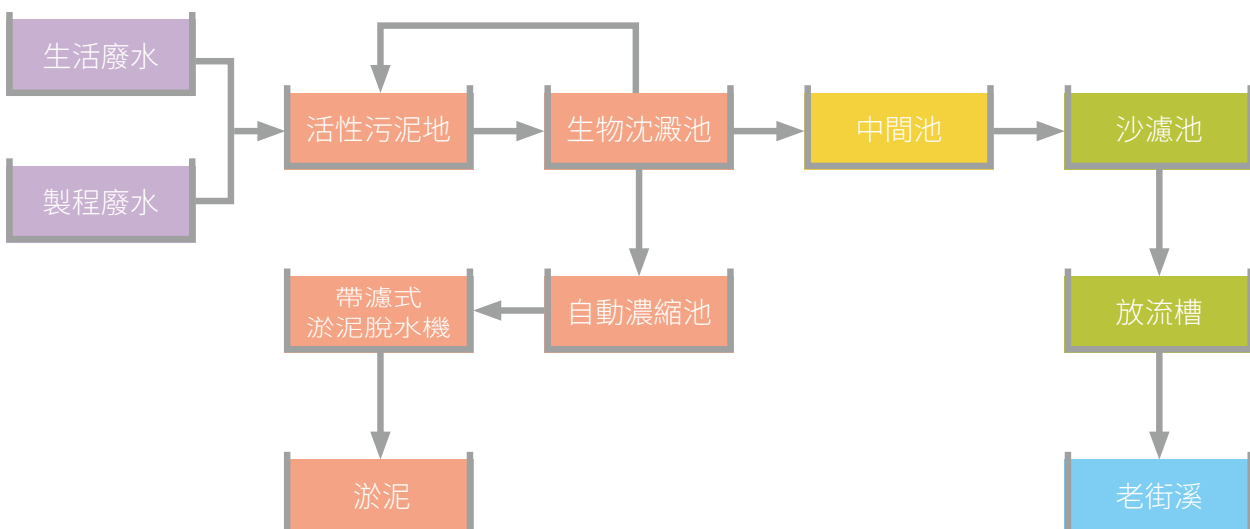 生活廢水
製程廢水
活性污泥地
生物沈澱池
中間池
沙濾池
帶濾式
淤泥脫水機
自動濃縮池
放流槽
淤泥
老街溪